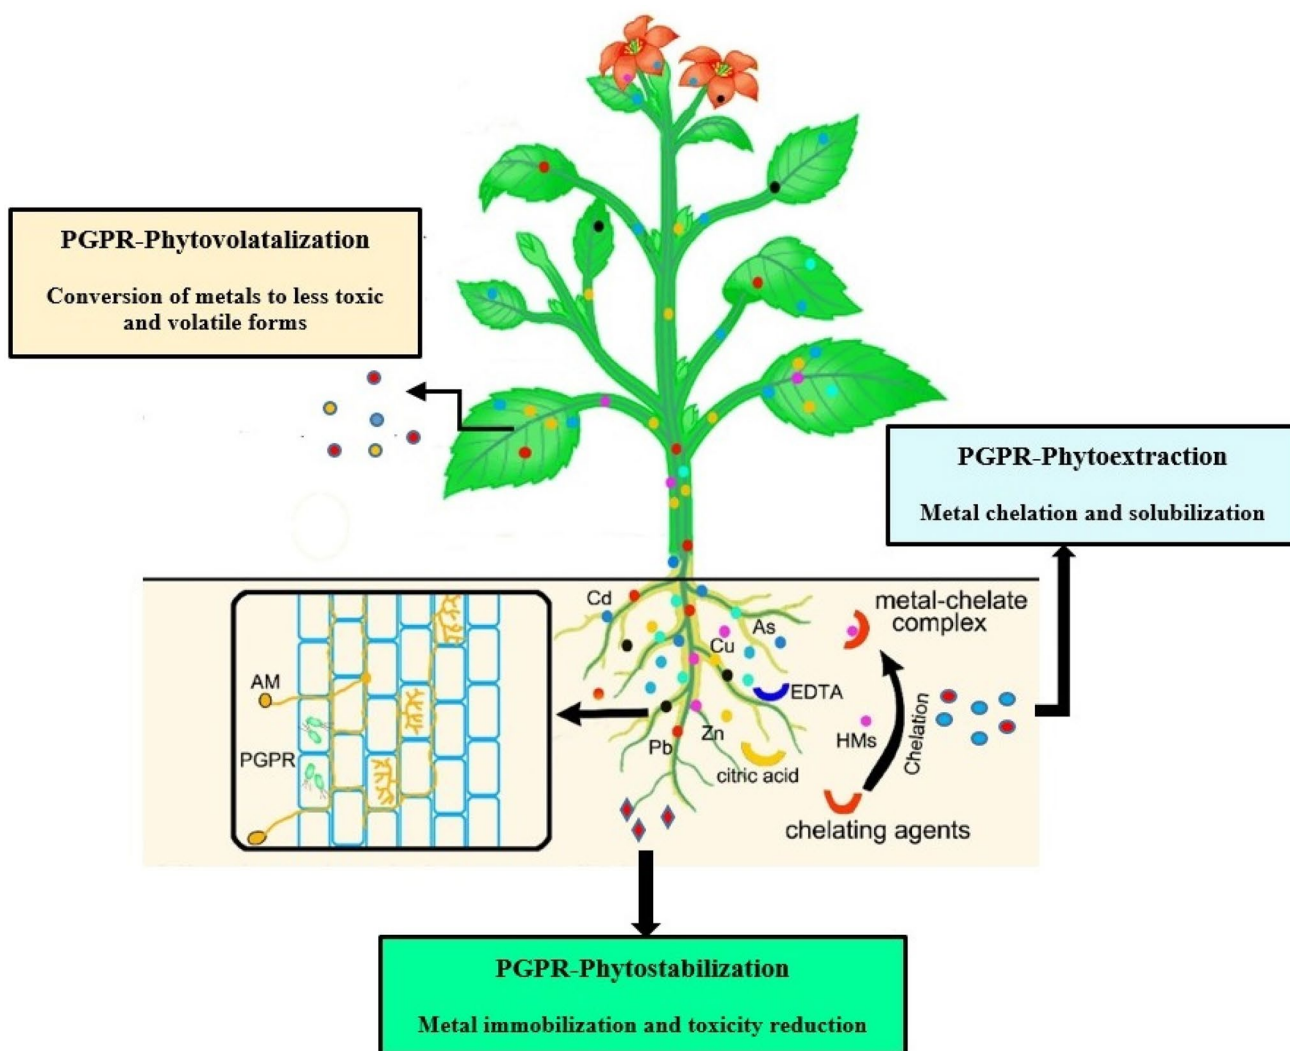 PGPR-Phytovolatalization
Conversion of metals to less toxic
and volatile forms
PGPR-Phytoextraction
Metal chelation and solubilization
Cd
As
Cu
EDTA
Pb
Zn
citric acid
AM
PGPR
metal-chelate
complex
HMs
Chelation
chelating agents
PGPR-Phytostabilization
Metal immobilization and toxicity reduction